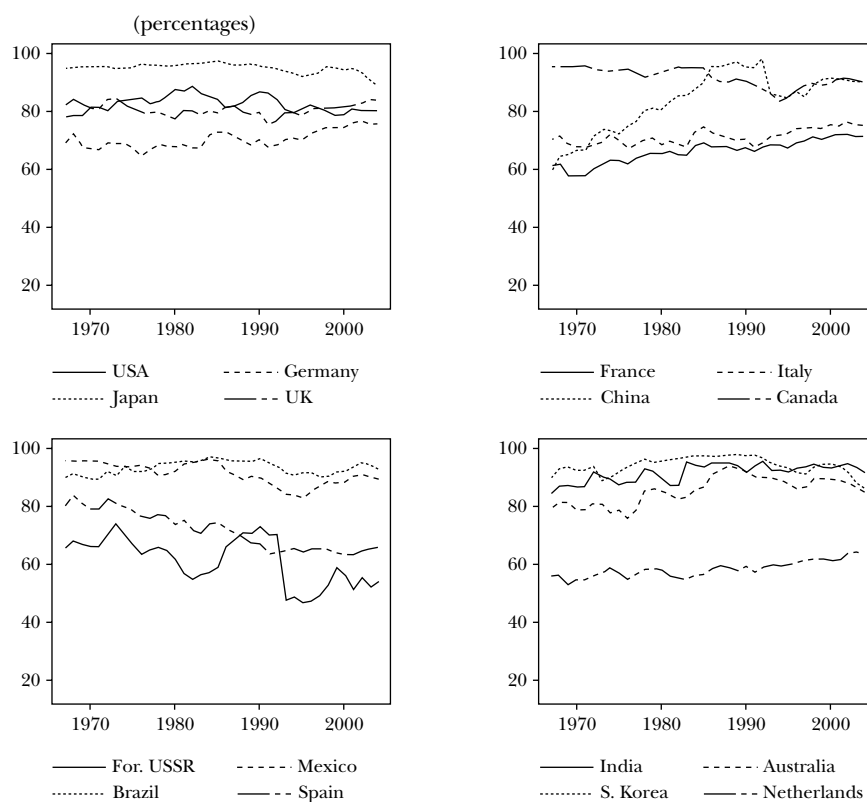 (percentages)
100
80
60
40
20
1970 1980 1990 2000
USA Germany
Japan UK
100
80
60
40
20
1970 1980 1990 2000
France Italy
China Canada
100
80
60
40
20
1970 1980 1990 2000
For. USSR Mexico
Brazil Spain
100
80
60
40
20
1970 1980 1990 2000
India Australia
S. Korea Netherlands